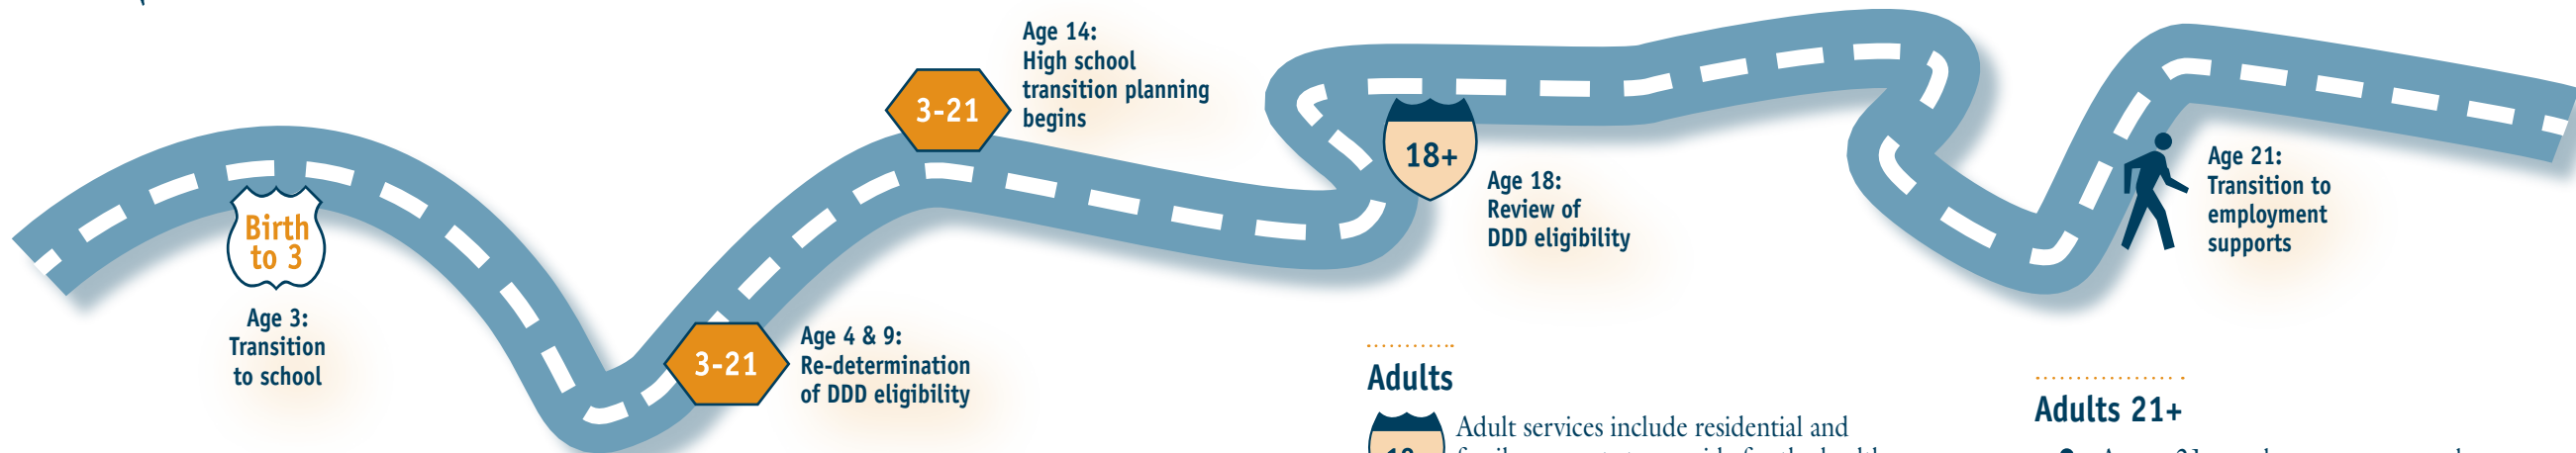 Birth
to 3
Age 3:
Transition
to school
3-21
Age 4 & 9:
Re-determination
of DDD eligibility
3-21
Age 14:
High school
transition planning
begins
18+
Age 18:
Review of
DDD eligibility
Age 21:
Transition to
employment
supports
Adults
Adult services include residential and
Adults 21+